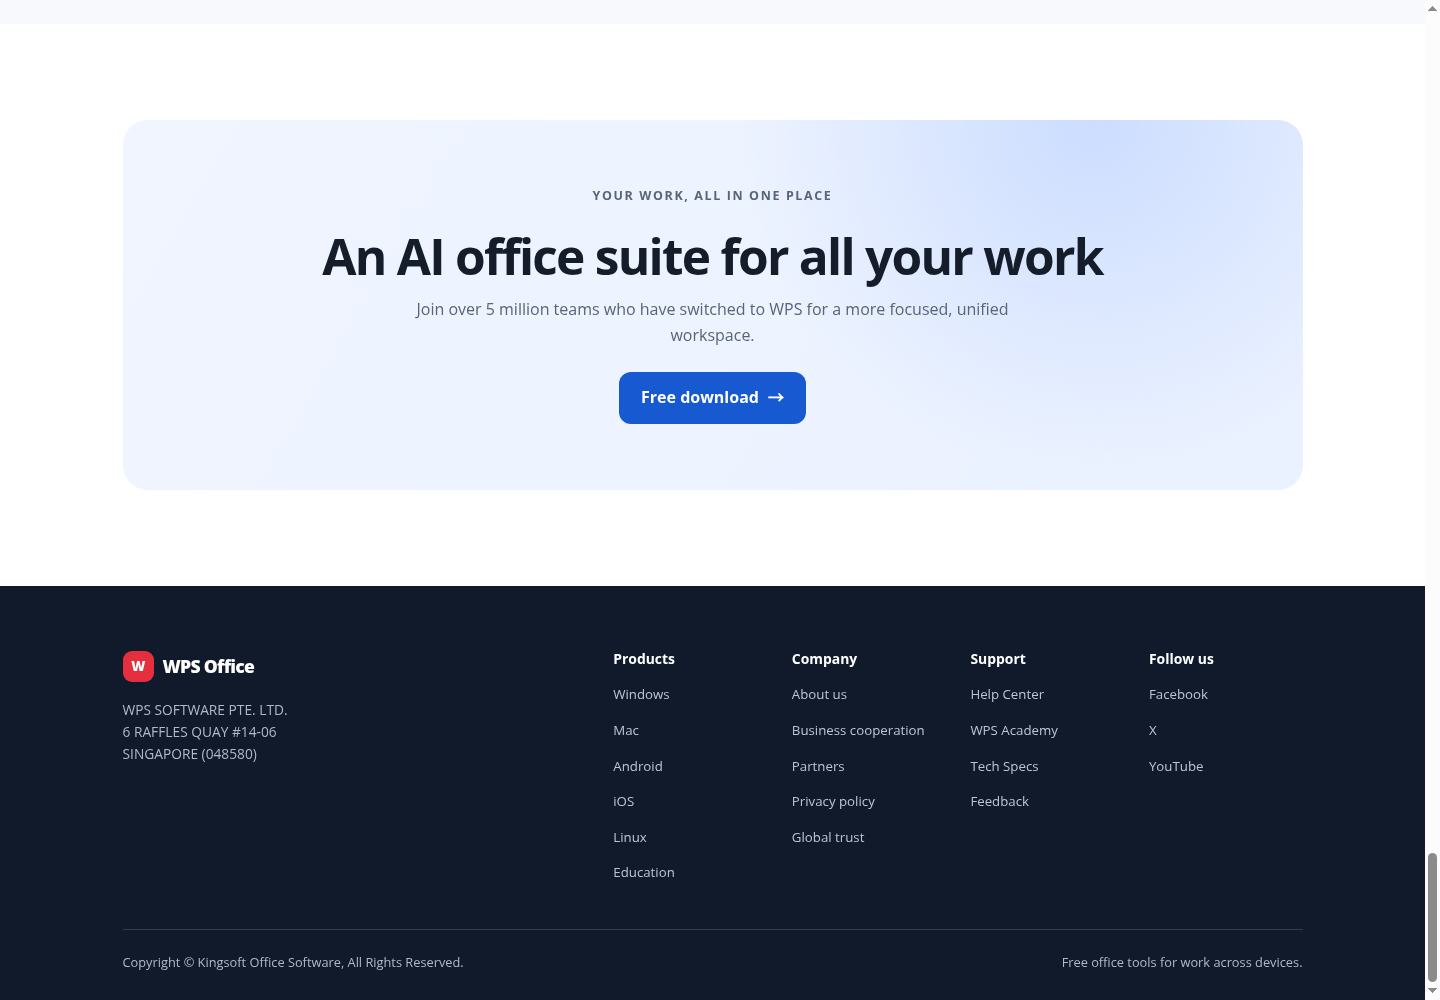 YOUR WORK, ALL IN ONE PLACE
An AI office suite for all your work
Join over 5 million teams who have switched to WPS for a more focused, unified
workspace.
Free download →
W WPS Office
WPS SOFTWARE PTE. LTD.
6 RAFFLES QUAY #14-06
SINGAPORE (048580)
Products
Windows
Mac
Android
iOS
Linux
Education
Company
About us
Business cooperation
Partners
Privacy policy
Global trust
Support
Help Center
WPS Academy
Tech Specs
Feedback
Follow us
Facebook
X
YouTube
Copyright © Kingsoft Office Software, All Rights Reserved.
Free office tools for work across devices.